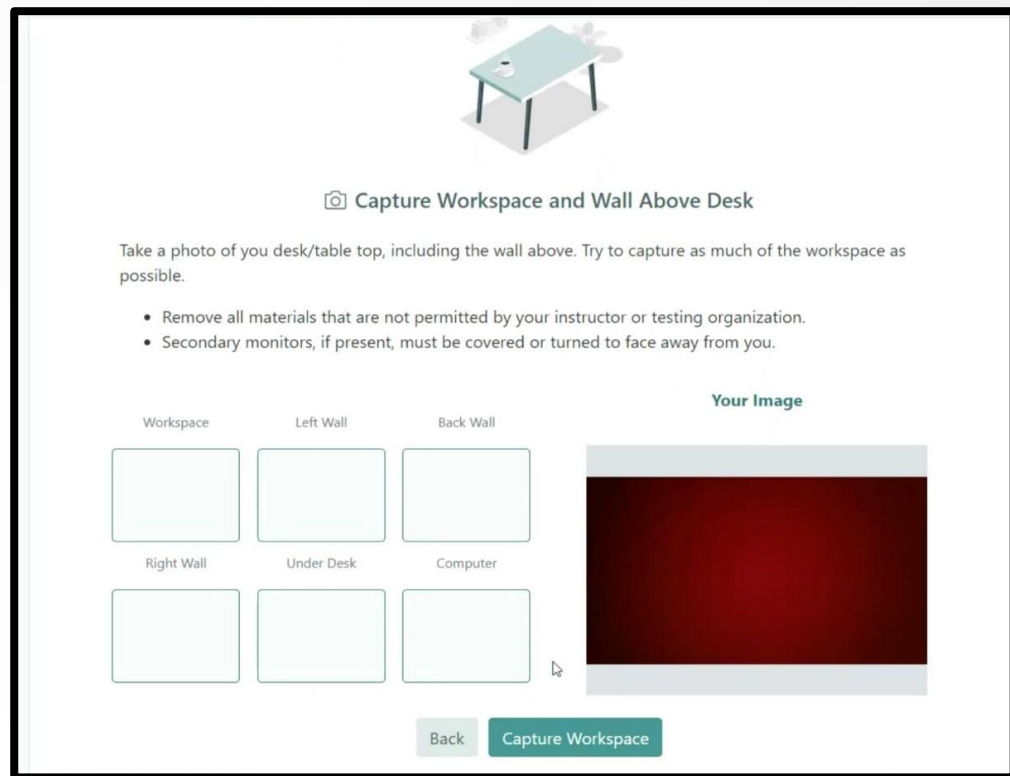 Capture Workspace and Wall Above Desk
Take a photo of you desk/table top, including the wall above. Try to capture as much of the workspace as
possible.
• Remove all materials that are not permitted by your instructor or testing organization.
• Secondary monitors, if present, must be covered or turned to face away from you.
Your Image
Workspace Left Wall Back Wall
Right Wall Under Desk Computer
Back Capture Workspace